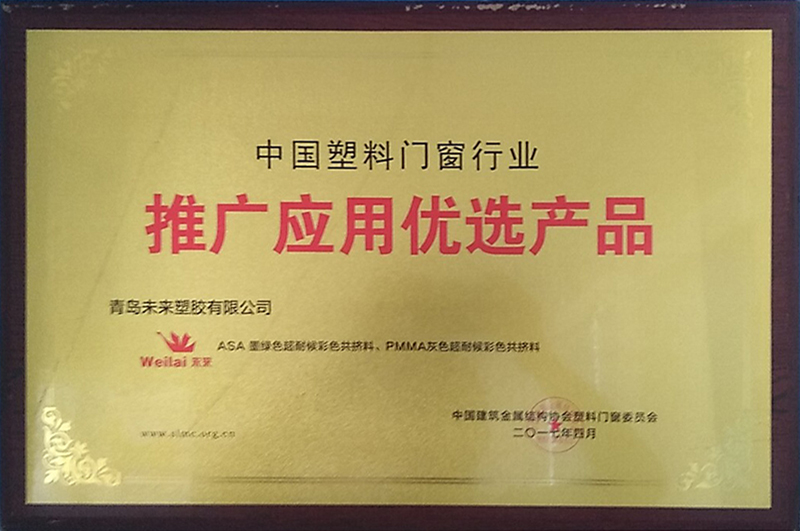 中国塑料门窗行业
推广应用优选产品
青岛未来塑胶有限公司
Weilai 未来
ASA 墨绿色超耐候彩色共挤料、PMMA灰色超耐候彩色共挤料
中国建筑金属结构协会塑料门窗委员会
二〇一七年四月